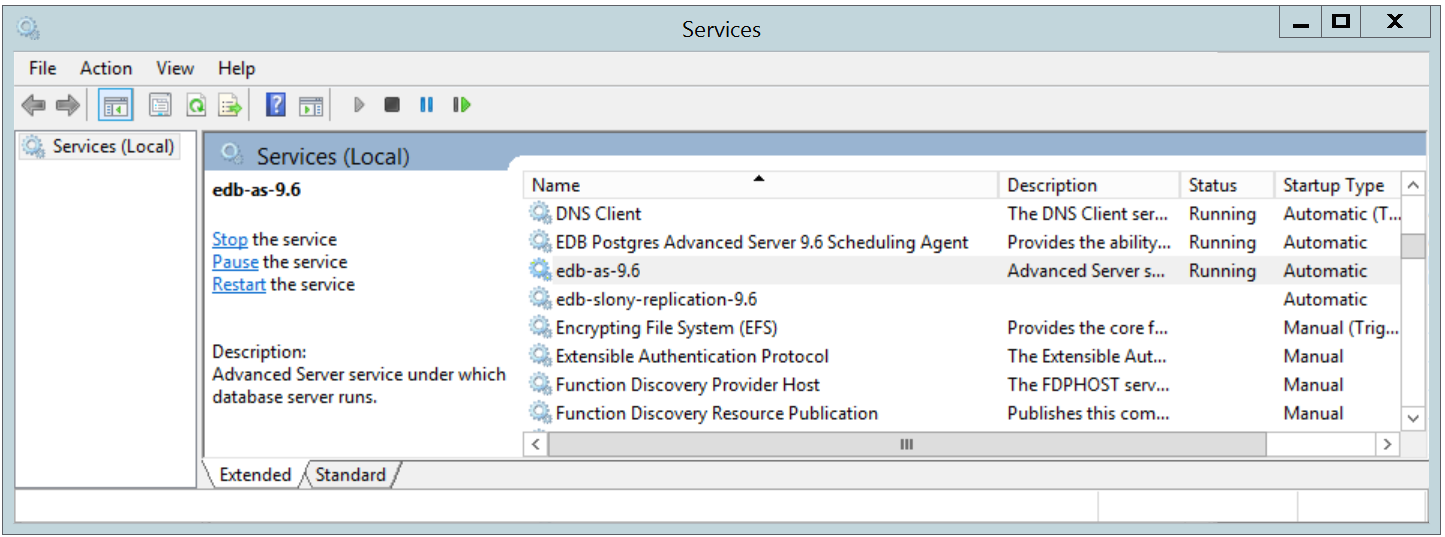 Services
File Action View Help
Services (Local)
Services (Local)
edb-as-9.6
Stop the service
Pause the service
Restart the service
Description:
Advanced Server service under which
database server runs.
Name Description Status Startup Type
DNS Client The DNS Client ser... Running Automatic (T...
EDB Postgres Advanced Server 9.6 Scheduling Agent Provides the ability... Running Automatic
edb-as-9.6 Advanced Server s... Running Automatic
edb-slony-replication-9.6 Automatic
Encrypting File System (EFS) Provides the core f... Manual (Trig...
Extensible Authentication Protocol The Extensible Aut... Manual
Function Discovery Provider Host The FDPHOST serv... Manual
Function Discovery Resource Publication Publishes this com... Manual
Extended Standard